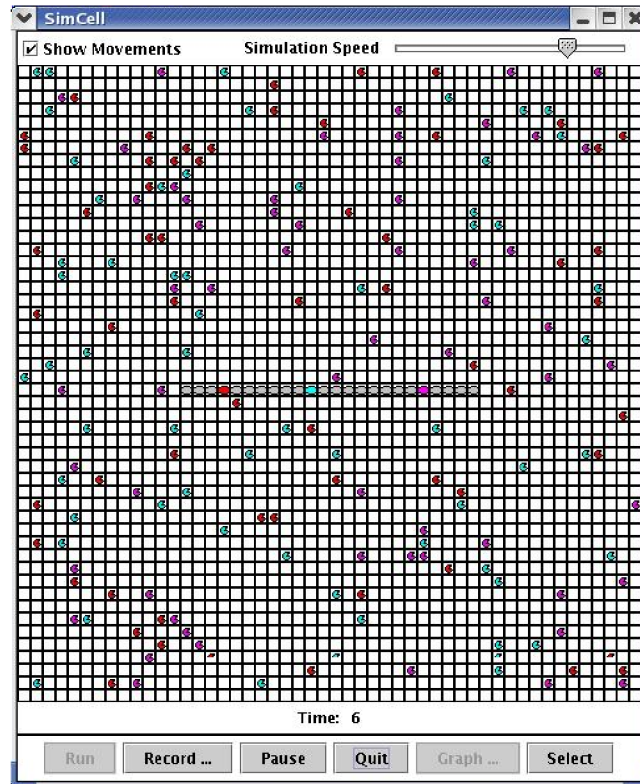 SimCell
Show Movements Simulation Speed
Time: 6
Run Record ... Pause Quit Graph ... Select